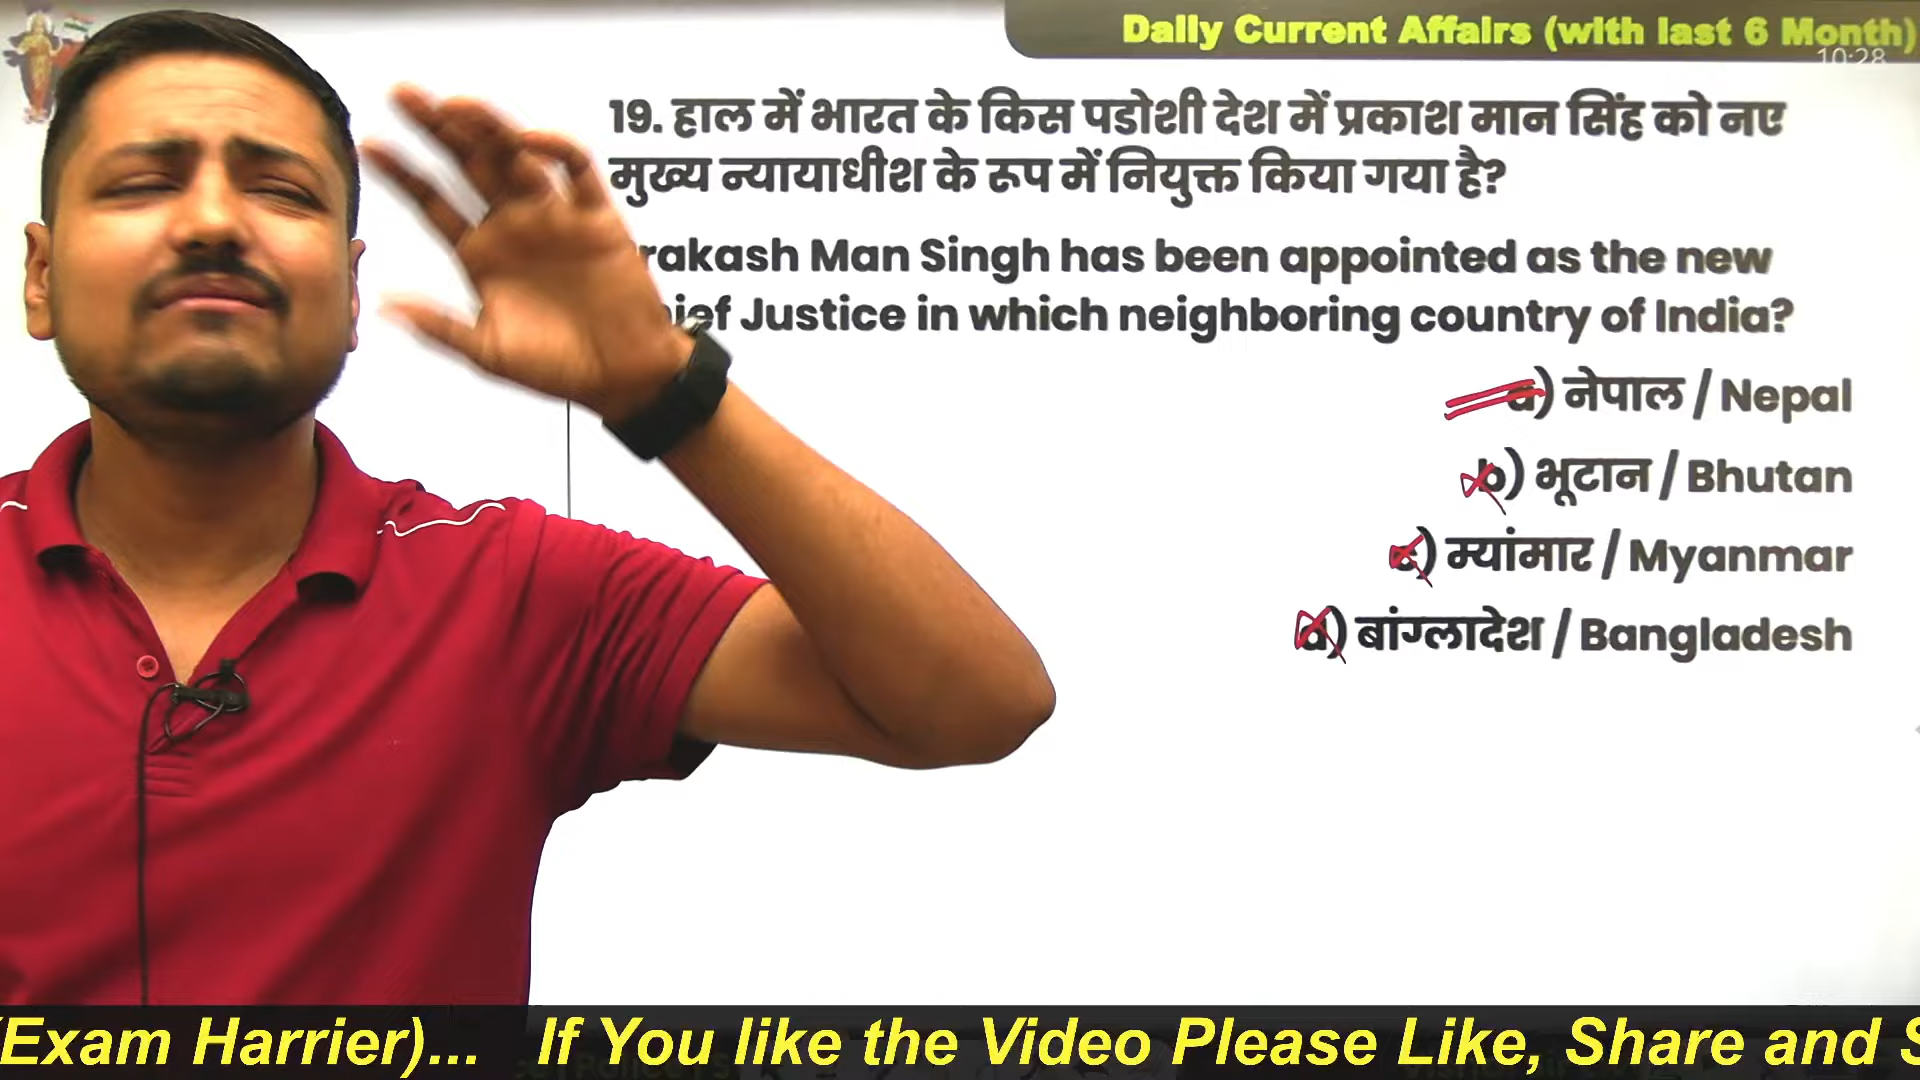 Daily Current Affairs (with last 6 Month)
10:28
19. हाल में भारत के किस पडोशी देश में प्रकाश मान सिंह को नए
मुख्य न्यायाधीश के रूप में नियुक्त किया गया है?
rakash Man Singh has been appointed as the new
ief Justice in which neighboring country of India?
a) नेपाल / Nepal
b) भूटान / Bhutan
c) म्यांमार / Myanmar
d) बांग्लादेश / Bangladesh
(Exam Harrier)... If You like the Video Please Like, Share and S